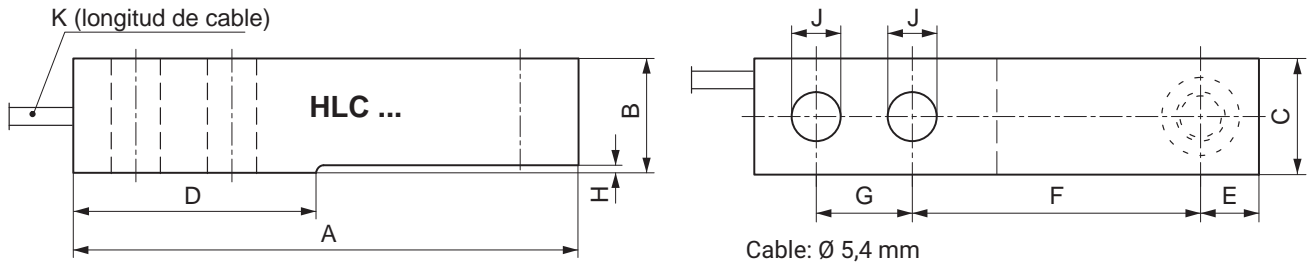 K (longitud de cable)
J J
HLC ...
B
C
H
D
G F E
A
Cable: Ø 5,4 mm